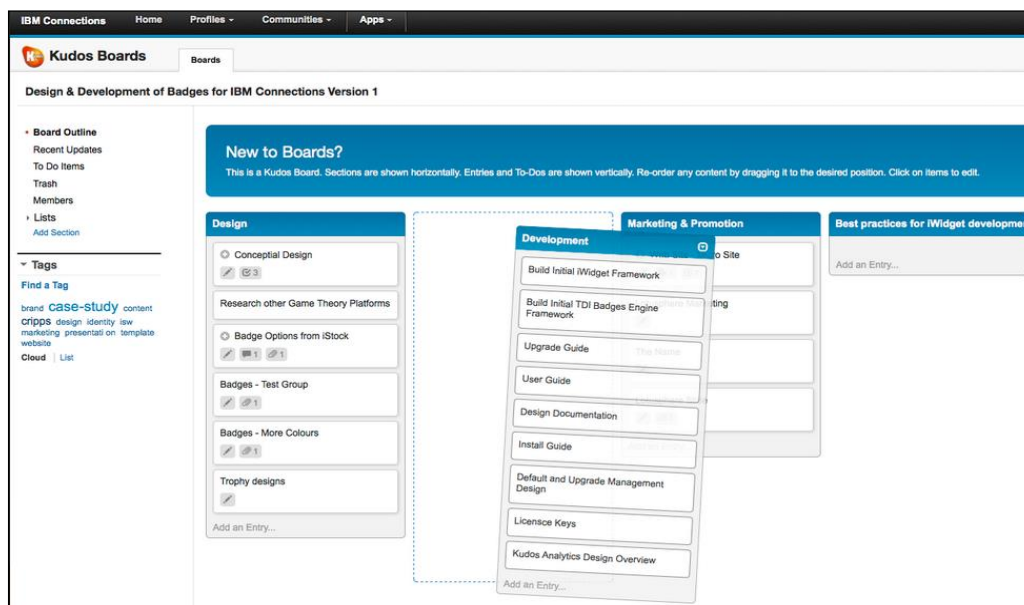 IBM Connections Home Profiles Communities Apps
Kudos Boards Boards
Design & Development of Badges for IBM Connections Version 1
Board Outline
Recent Updates
To Do Items
Trash
Members
Lists
Add Section
Tags
Find a Tag
brand case-study content
cripps design identity isw
marketing presentati on template
website
Cloud List
New to Boards?
This is a Kudos Board. Sections are shown horizontally. Entries and To-Dos are shown vertically. Re-order any content by dragging it to the desired position. Click on items to edit.
Design
Conceptial Design
3
Research other Game Theory Platforms
Badge Options from iStock
1 1
Badges - Test Group
1
Badges - More Colours
1
Trophy designs
Add an Entry...
Development
Build Initial iWidget Framework
Build Initial TDI Badges Engine
Framework
Upgrade Guide
User Guide
Design Documentation
Install Guide
Default and Upgrade Management
Design
Licensce Keys
Kudos Analytics Design Overview
Add an Entry...
Marketing & Promotion
Site
The Name
Best practices for iWidget developme
Add an Entry...